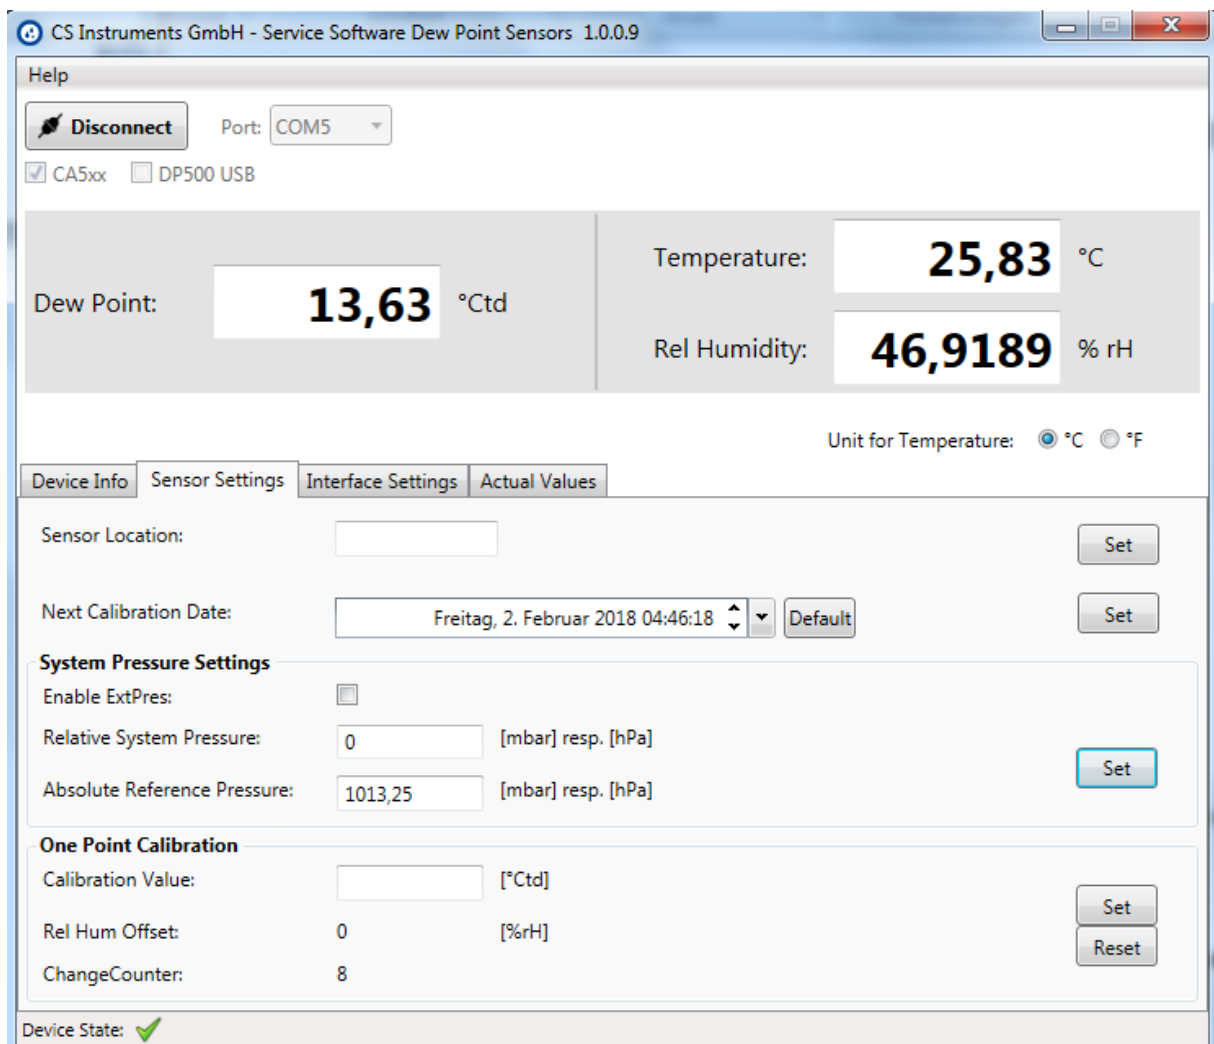 CS Instruments GmbH - Service Software Dew Point Sensors 1.0.0.9
Help
Disconnect Port: COM5
CA5xx DP500 USB
Temperature: 25,83 °C
Dew Point: 13,63 °Ctd
Rel Humidity: 46,9189 % rH
Unit for Temperature: °C °F
Device Info Sensor Settings Interface Settings Actual Values
Sensor Location: Set
Next Calibration Date: Freitag, 2. Februar 2018 04:46:18 Default Set
System Pressure Settings
Enable ExtPres:
Relative System Pressure: 0 [mbar] resp. [hPa]
Set
Absolute Reference Pressure: 1013,25 [mbar] resp. [hPa]
One Point Calibration
Calibration Value: [°Ctd]
Set
Rel Hum Offset: 0 [%rH]
Reset
ChangeCounter: 8
Device State: